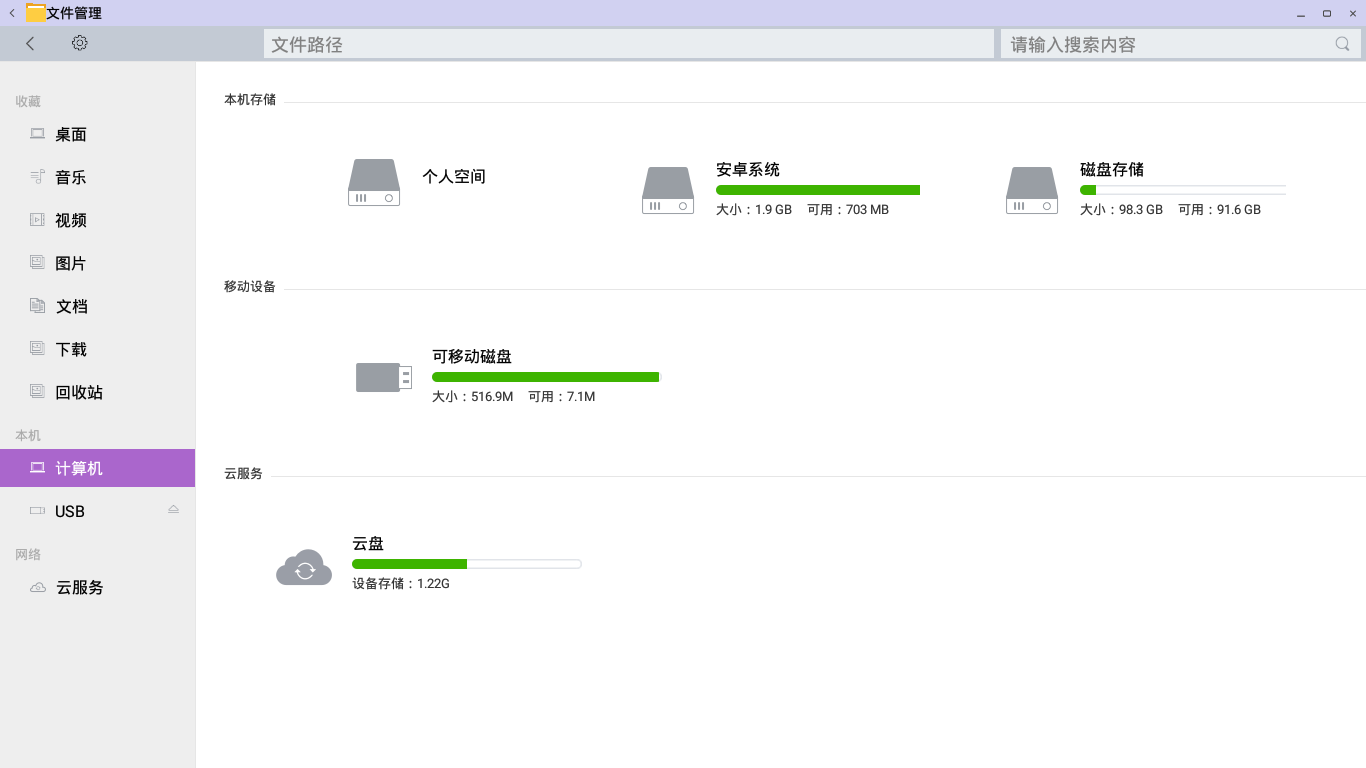 文件管理
文件路径
请输入搜索内容
收藏
桌面
音乐
视频
图片
文档
下载
回收站
本机
计算机
USB
网络
云服务
本机存储
个人空间
安卓系统
大小：1.9 GB 可用：703 MB
磁盘存储
大小：98.3 GB 可用：91.6 GB
移动设备
可移动磁盘
大小：516.9M 可用：7.1M
云服务
云盘
设备存储：1.22G